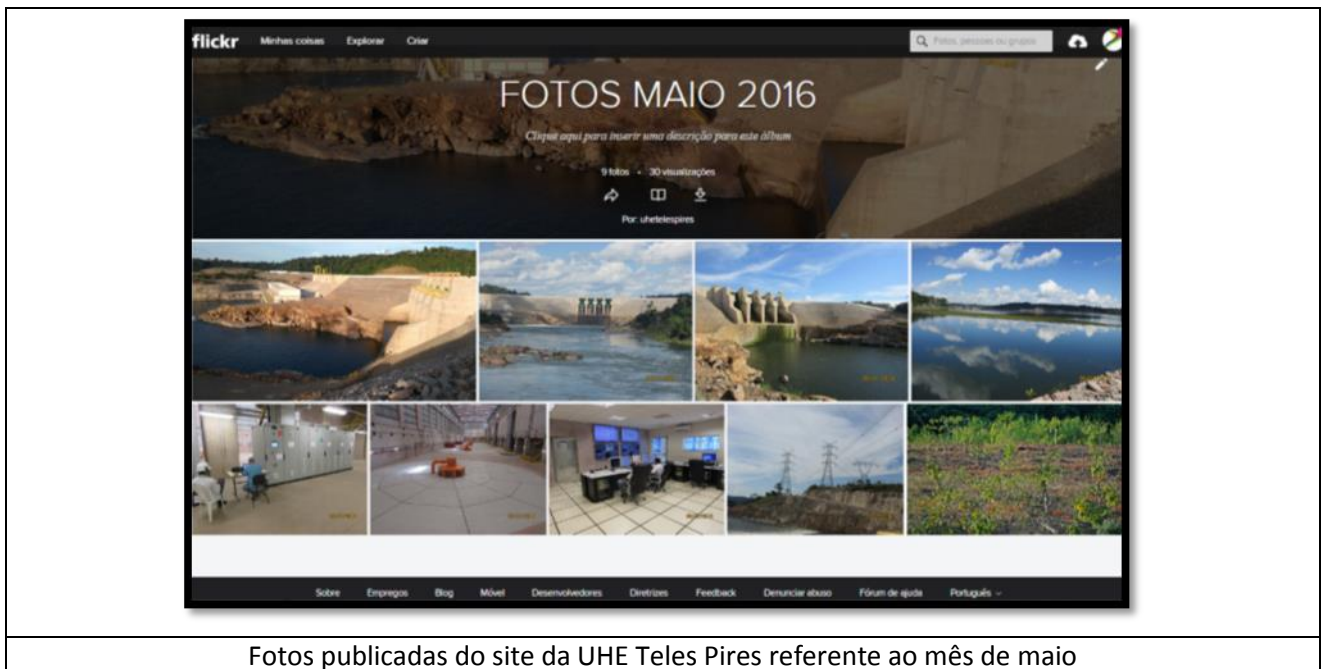 flickr Minhas coisas Explorar Criar Fotos, pessoas ou grupos
FOTOS MAIO 2016
Clique aqui para inserir uma descrição para este álbum
9 fotos • 30 visualizações
Por: uhetelespires
Sobre Empregos Blog Móvel Desenvolvedores Diretrizes Feedback Denunciar abuso Fórum de ajuda Português
Fotos publicadas do site da UHE Teles Pires referente ao mês de maio